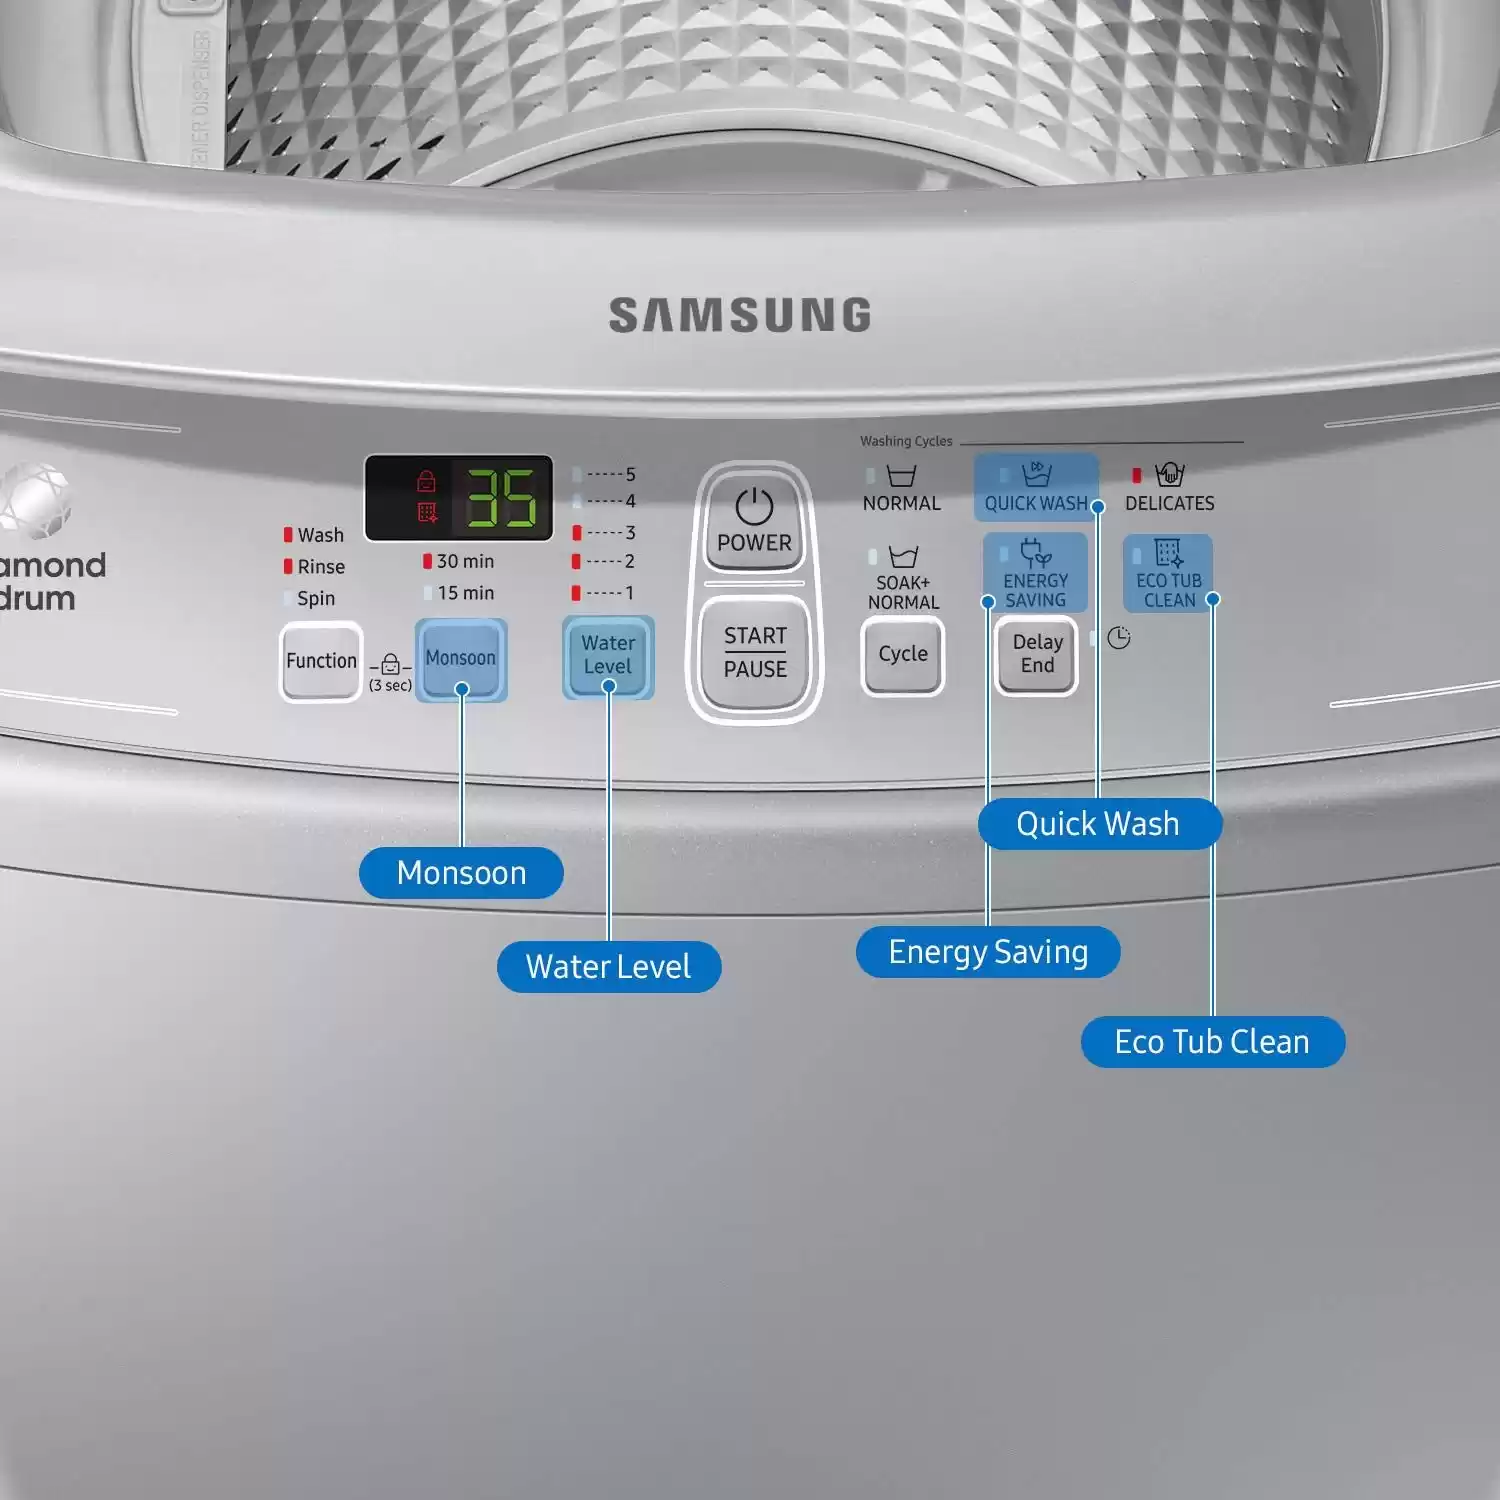 SAMSUNG
Washing Cycles
35
5
4
3
2
1
Wash
Rinse
Spin
30 min
15 min
Function
(3 sec)
Monsoon
Water
Level
POWER
START
PAUSE
NORMAL
QUICK WASH
DELICATES
SOAK+
NORMAL
ENERGY
SAVING
ECO TUB
CLEAN
Cycle
Delay
End
amond
drum
Monsoon
Water Level
Quick Wash
Energy Saving
Eco Tub Clean